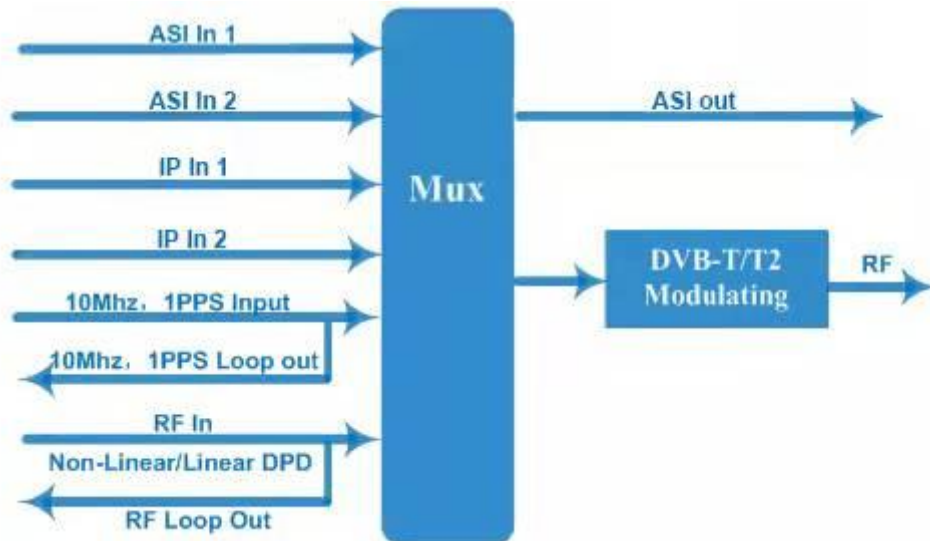 ASI In 1
ASI In 2
ASI out
IP In 1
Mux
IP In 2
DVB-T/T2
Modulating
RF
10Mhz，1PPS Input
10Mhz，1PPS Loop out
RF In
Non-Linear/Linear DPD
RF Loop Out